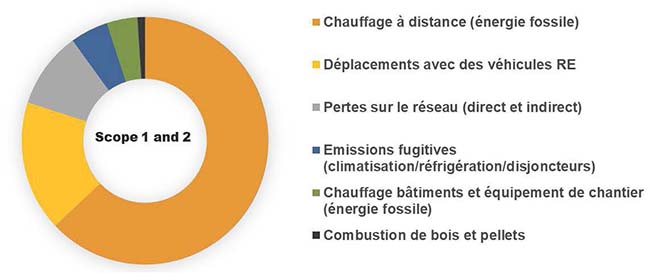 Scope 1 and 2
Chauffage à distance (énergie fossile)
Déplacements avec des véhicules RE
Pertes sur le réseau (direct et indirect)
Emissions fugitives
(climatisation/réfrigération/disjoncteurs)
Chauffage bâtiments et équipement de chantier
(énergie fossile)
Combustion de bois et pellets